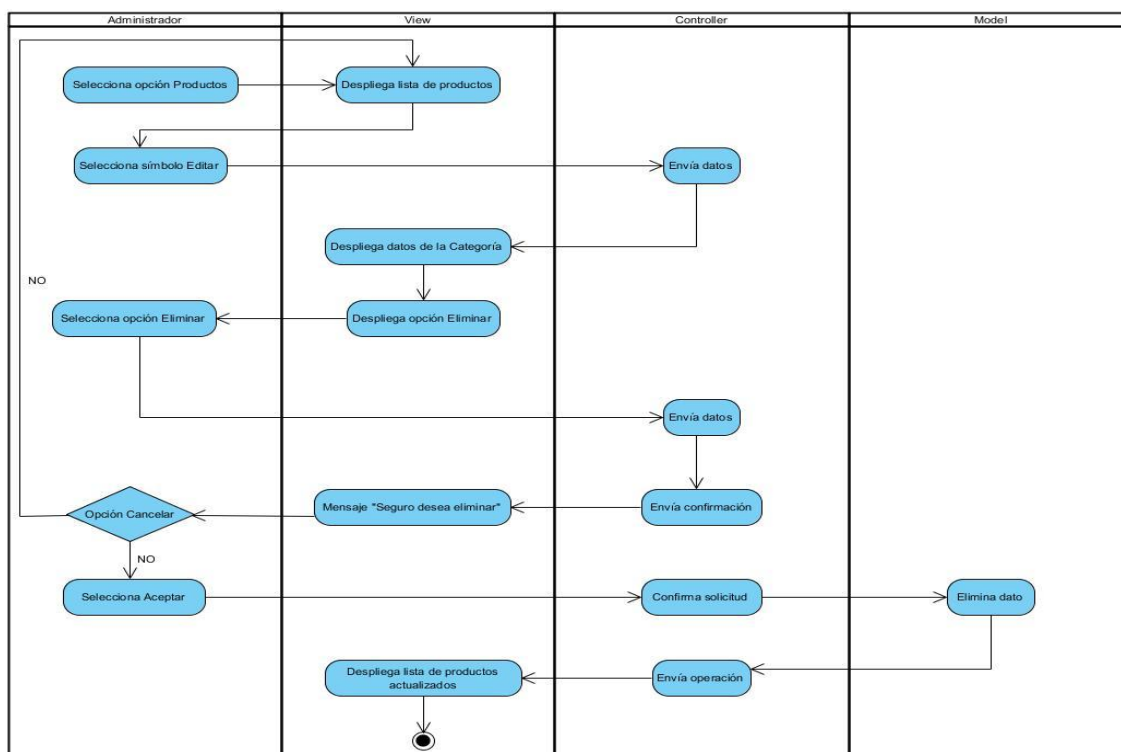 Administrador
View
Controller
Model
Selecciona opción Productos
Despliega lista de productos
Selecciona símbolo Editar
Envía datos
Despliega datos de la Categoría
NO
Selecciona opción Eliminar
Despliega opción Eliminar
Envía datos
Opción Cancelar
Mensaje "Seguro desea eliminar"
Envía confirmación
NO
Selecciona Aceptar
Confirma solicitud
Elimina dato
Despliega lista de productos
actualizados
Envía operación